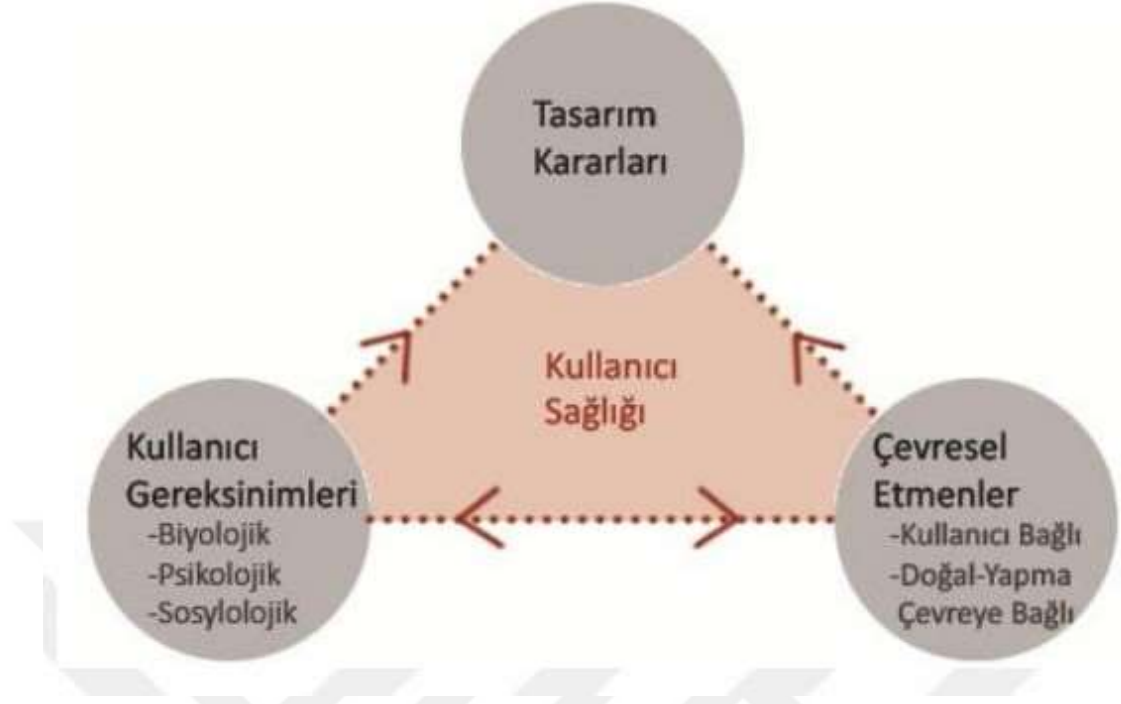 Tasarım
Kararları
Kullanıcı
Sağlığı
Kullanıcı
Gereksinimleri
-Biyolojik
-Psikolojik
-Sosylolojik
Çevresel
Etmenler
-Kullanıcı Bağlı
-Doğal-Yapma
Çevreye Bağlı